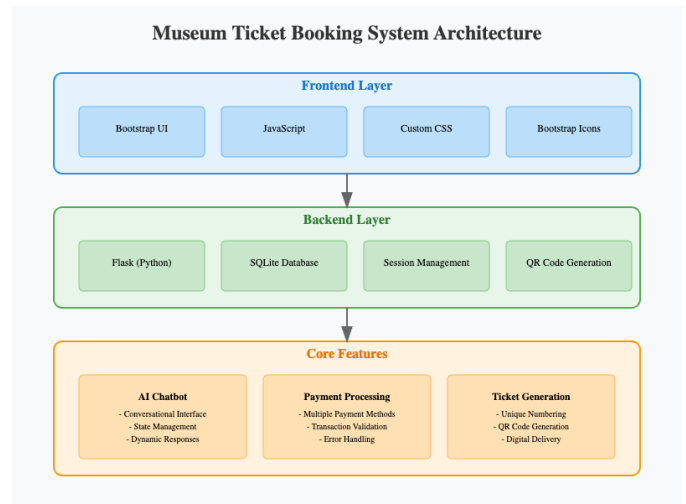 Museum Ticket Booking System Architecture
Frontend Layer
Bootstrap UI
JavaScript
Custom CSS
Bootstrap Icons
Backend Layer
Flask (Python)
SQLite Database
Session Management
QR Code Generation
Core Features
AI Chatbot
- Conversational Interface
- State Management
- Dynamic Responses
Payment Processing
- Multiple Payment Methods
- Transaction Validation
- Error Handling
Ticket Generation
- Unique Numbering
- QR Code Generation
- Digital Delivery